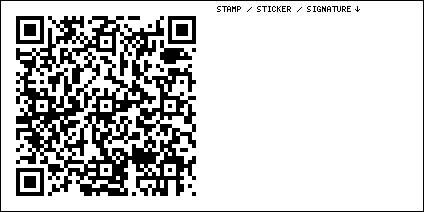 STAMP / STICKER / SIGNATURE ↓